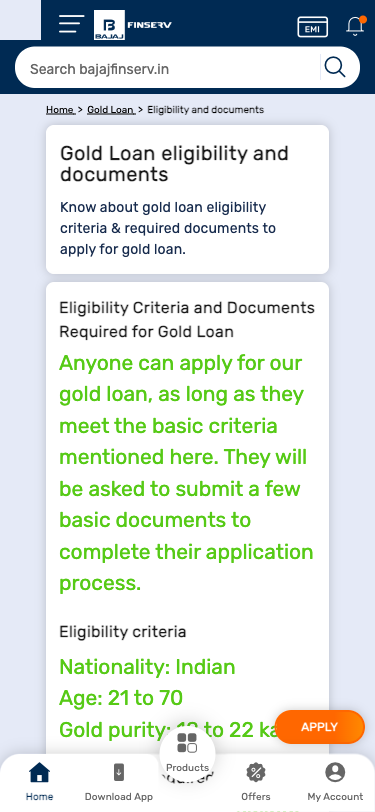 BAJAJ FINSERV
EMI
Search bajajfinserv.in
Home > Gold Loan > Eligibility and documents
Gold Loan eligibility and
documents
Know about gold loan eligibility
criteria & required documents to
apply for gold loan.
Eligibility Criteria and Documents
Required for Gold Loan
Anyone can apply for our
gold loan, as long as they
meet the basic criteria
mentioned here. They will
be asked to submit a few
basic documents to
complete their application
process.
Eligibility criteria
Nationality: Indian
Age: 21 to 70
Gold purity: to 22
APPLY
Home
Download App
Products
Offers
My Account